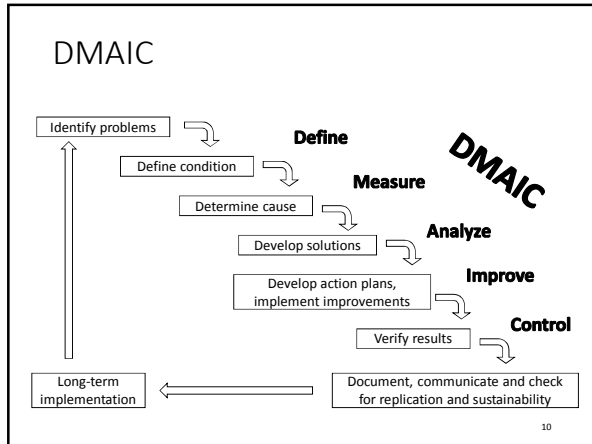 DMAIC
Identify problems
Define
DMAIC
Define condition
Measure
Determine cause
Analyze
Develop solutions
Improve
Develop action plans,
implement improvements
Control
Verify results
Long-term
implementation
Document, communicate and check
for replication and sustainability
10